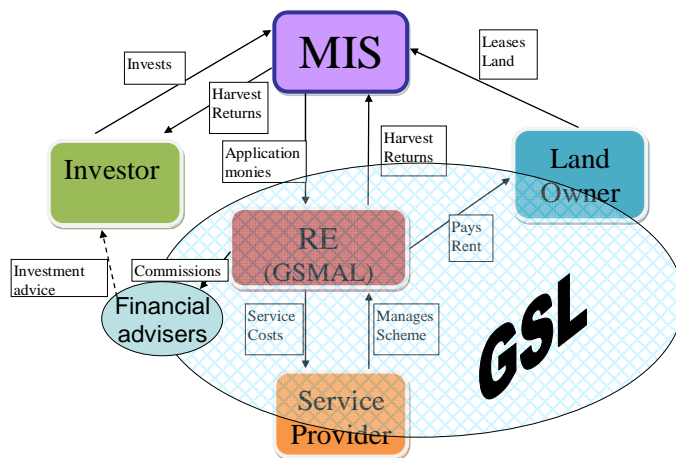 MIS
Invests
Leases
Land
Harvest
Returns
Investor
Application
monies
Harvest
Returns
Land
Owner
RE
(GSMAL)
Pays
Rent
Investment
advice
Commissions
Financial
advisers
Service
Costs
Manages
Scheme
GSL
Service
Provider